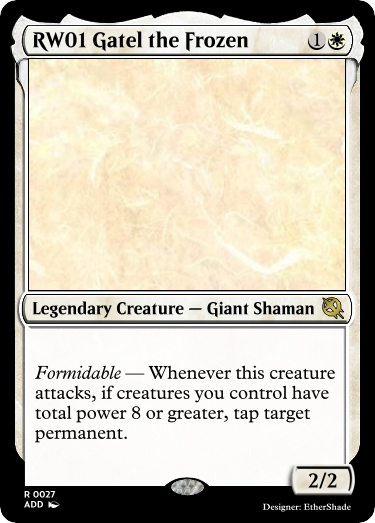 RW01 Gatel the Frozen 1
Legendary Creature — Giant Shaman
Formidable — Whenever this creature
attacks, if creatures you control have
total power 8 or greater, tap target
permanent.
2/2
R 0027
ADD
Designer: EtherShade